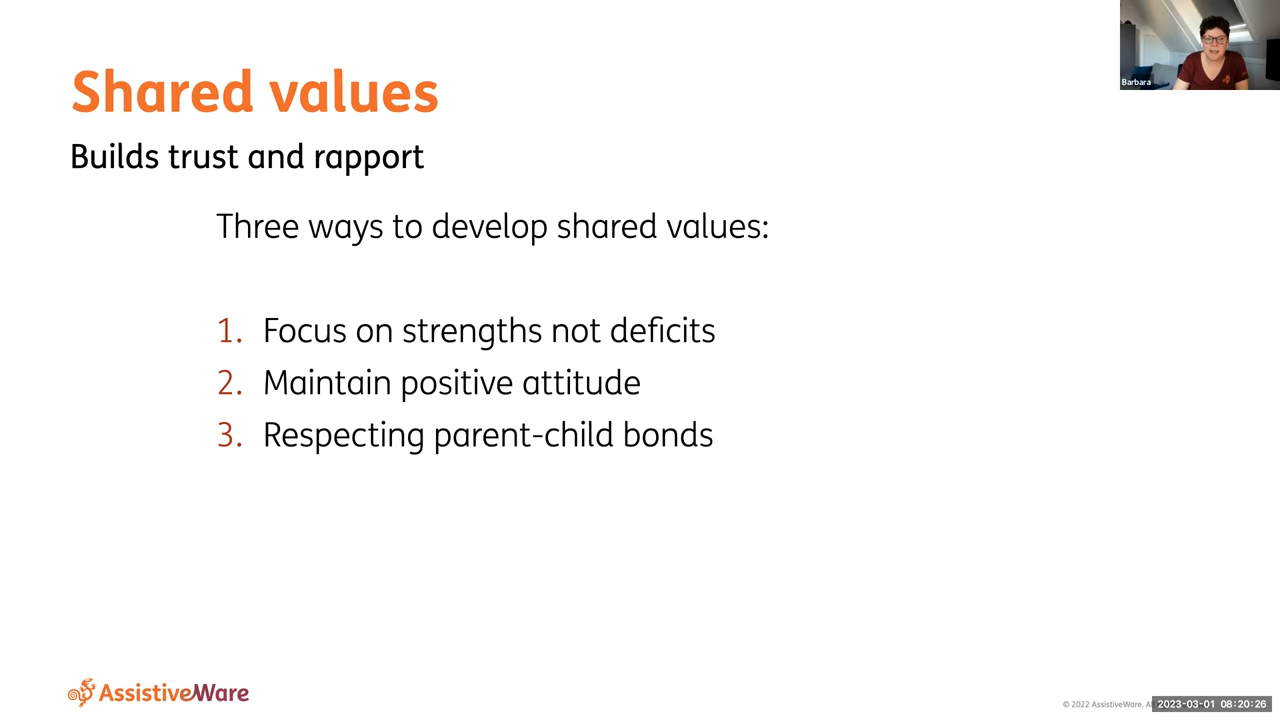 Barbara
Shared values
Builds trust and rapport
Three ways to develop shared values:
1. Focus on strengths not deficits
2. Maintain positive attitude
3. Respecting parent-child bonds
AssistiveWare
© 2022 AssistiveWare.
2023-03-01 08:20:26